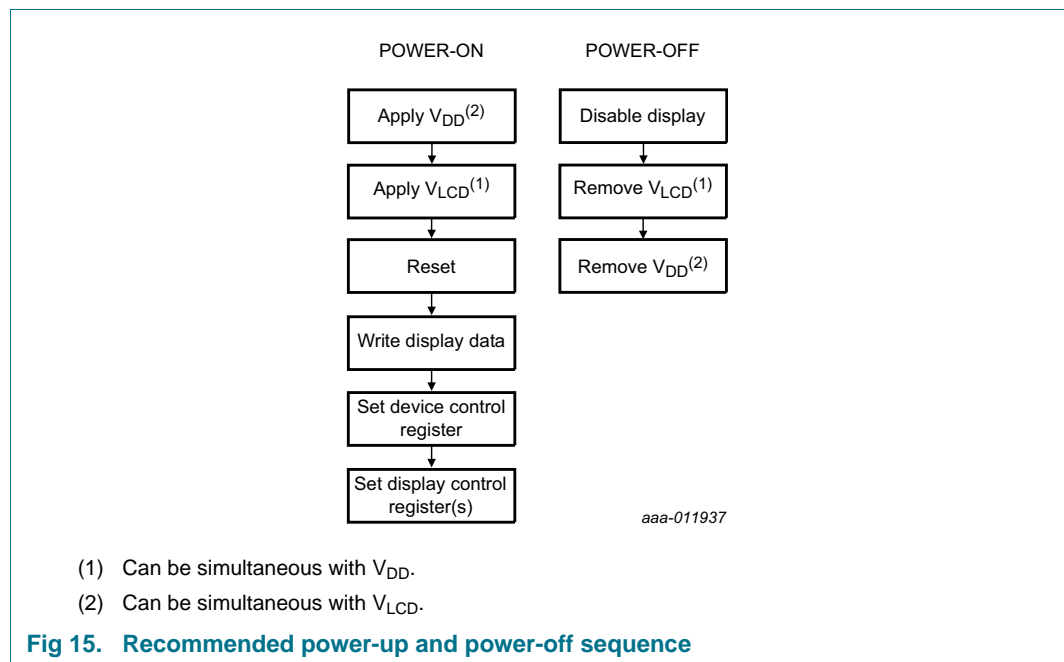 POWER-ON
Apply VDD(2)
Apply VLCD(1)
Reset
Write display data
Set device control
register
Set display control
register(s)
POWER-OFF
Disable display
Remove VLCD(1)
Remove VDD(2)
aaa-011937
(1) Can be simultaneous with VDD.
(2) Can be simultaneous with VLCD.
Fig 15. Recommended power-up and power-off sequence